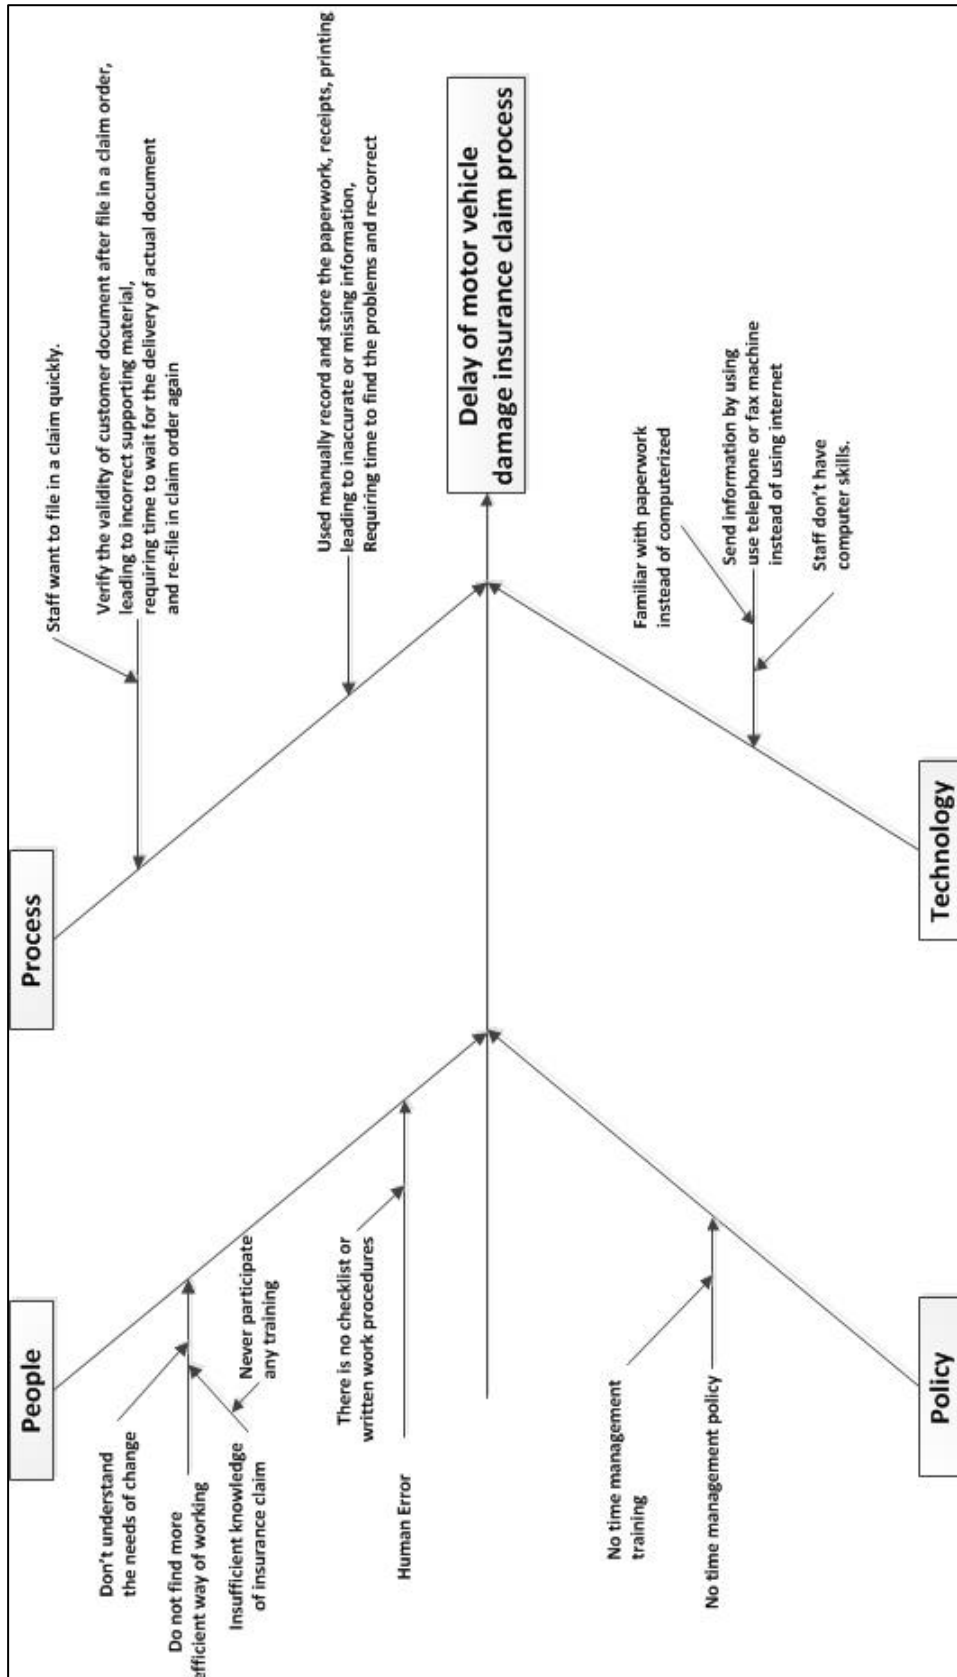 People
Don't understand
the needs of change
Do not find more
efficient way of working
Insufficient knowledge
of insurance claim
Never participate
any training
There is no checklist or
written work procedures
Human Error
Process
Staff want to file in a claim quickly.
Verify the validity of customer document after file in a claim order,
leading to incorrect supporting material,
requiring time to wait for the delivery of actual document
and re-file in claim order again
Used manually record and store the paperwork, receipts, printing
leading to inaccurate or missing information,
Requiring time to find the problems and re-correct
Delay of motor vehicle
damage insurance claim process
Policy
No time management
training
No time management policy
Technology
Familiar with paperwork
instead of computerized
Send information by using
use telephone or fax machine
instead of using internet
Staff don't have
computer skills.